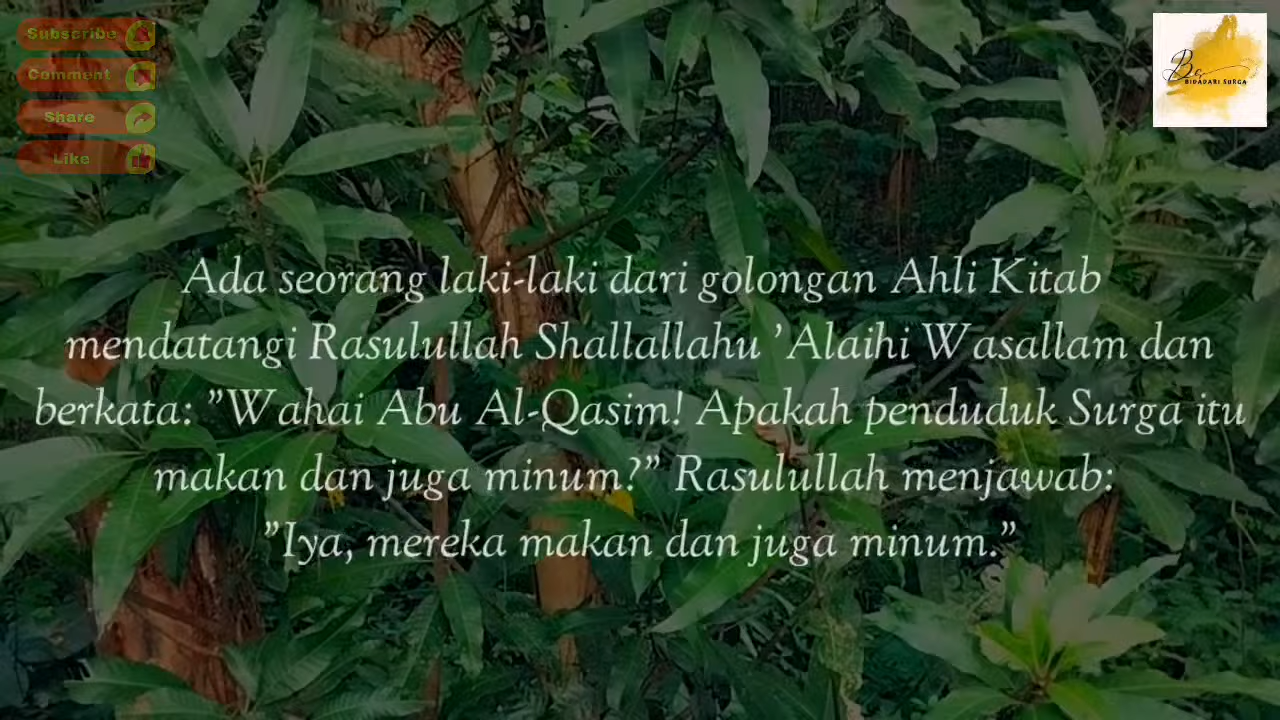 Subscribe
Comment
Share
Like
Bs
BIDADARI SURGA
Ada seorang laki-laki dari golongan Ahli Kitab
mendatangi Rasulullah Shallallahu 'Alaihi Wasallam dan
berkata: "Wahai Abu Al-Qasim! Apakah penduduk Surga itu
makan dan juga minum?" Rasulullah menjawab:
"Iya, mereka makan dan juga minum."